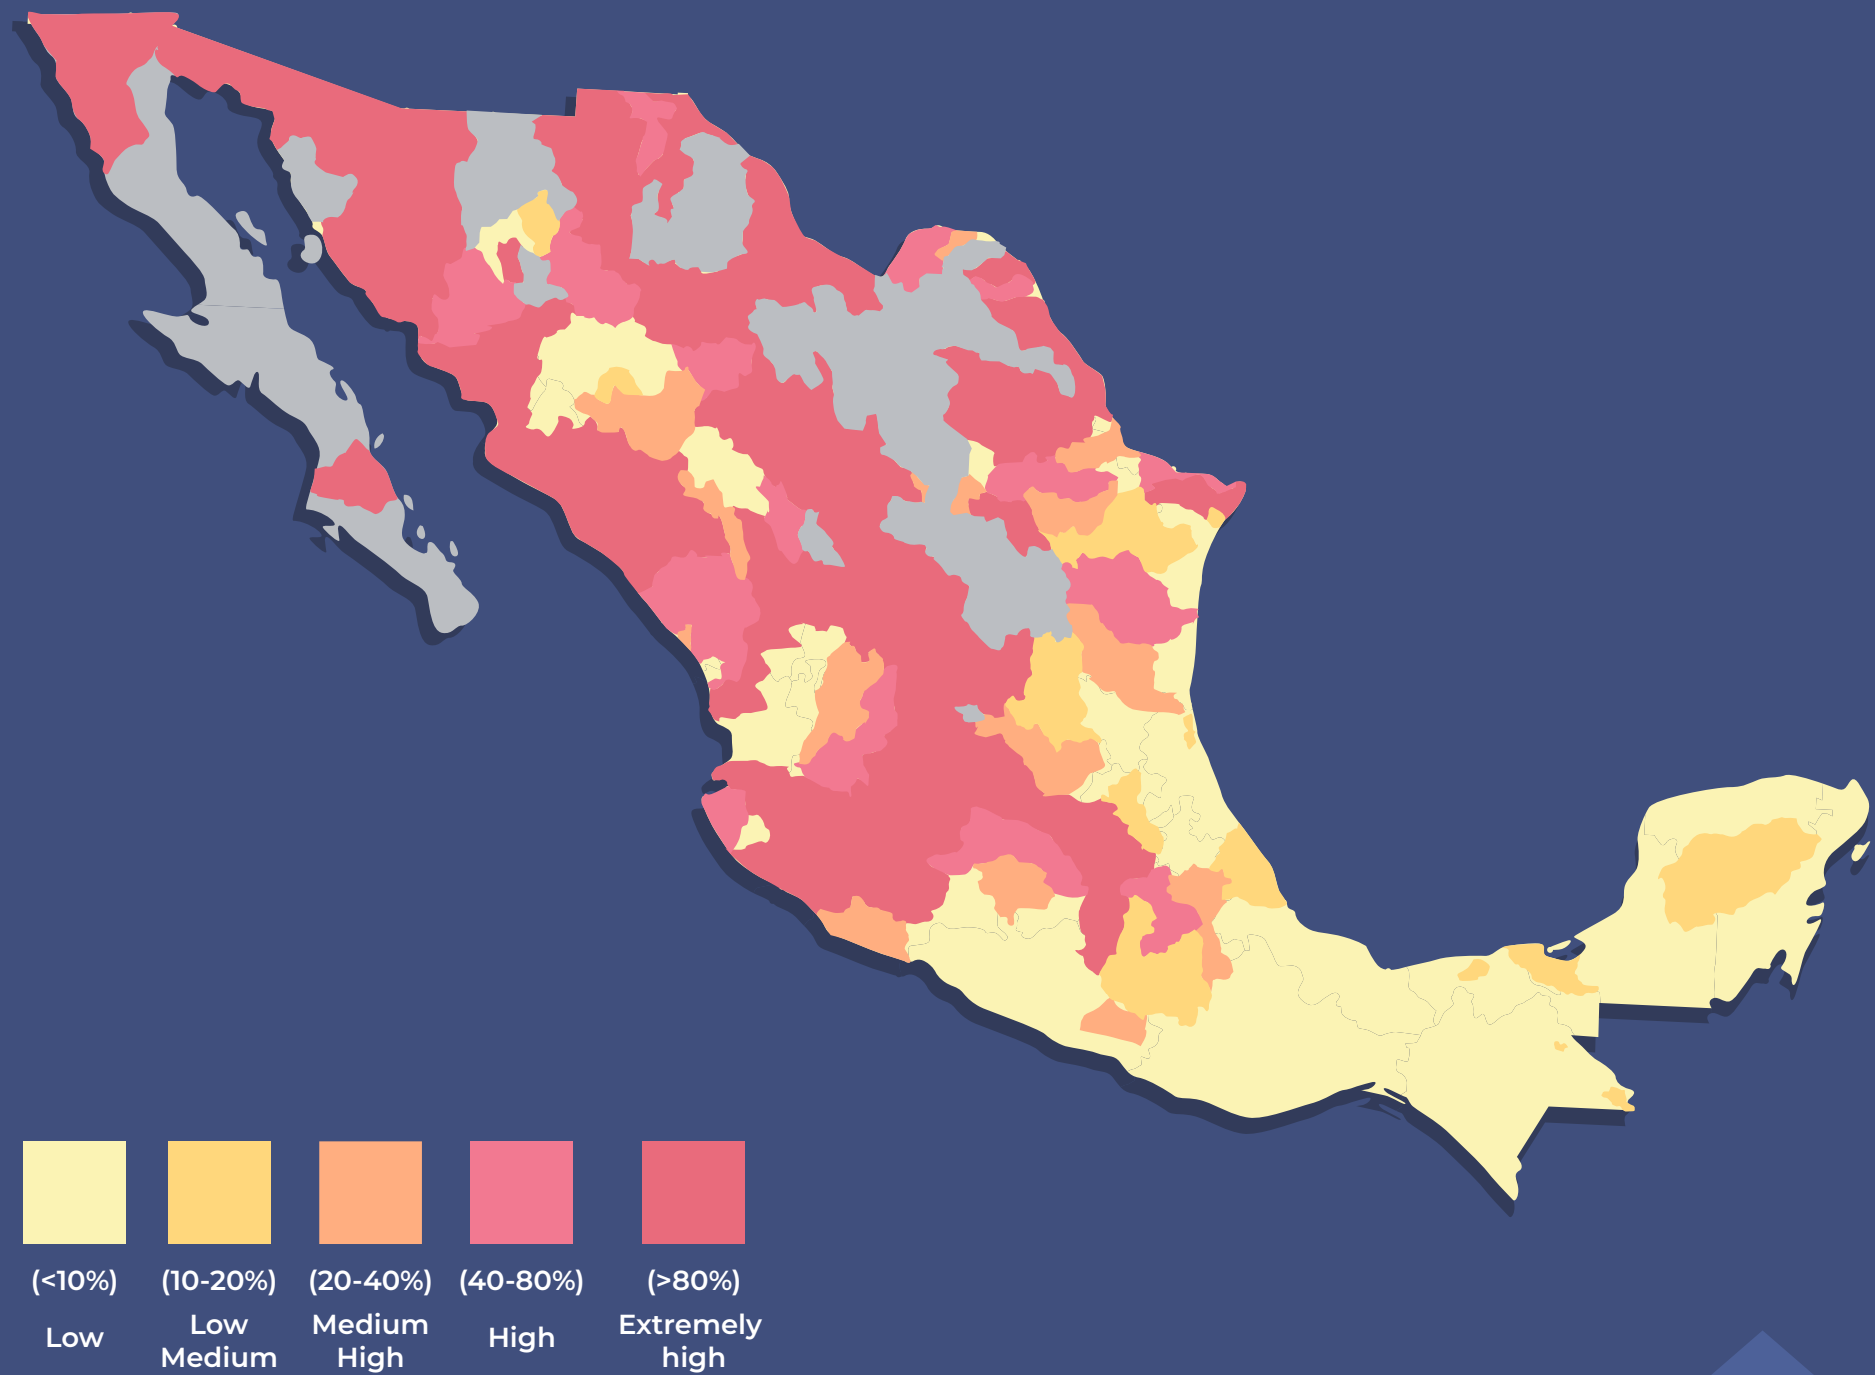 (<10%)
(10-20%)
(20-40%)
(40-80%)
(>80%)
Low
Low
Medium
Medium
High
High
Extremely
high